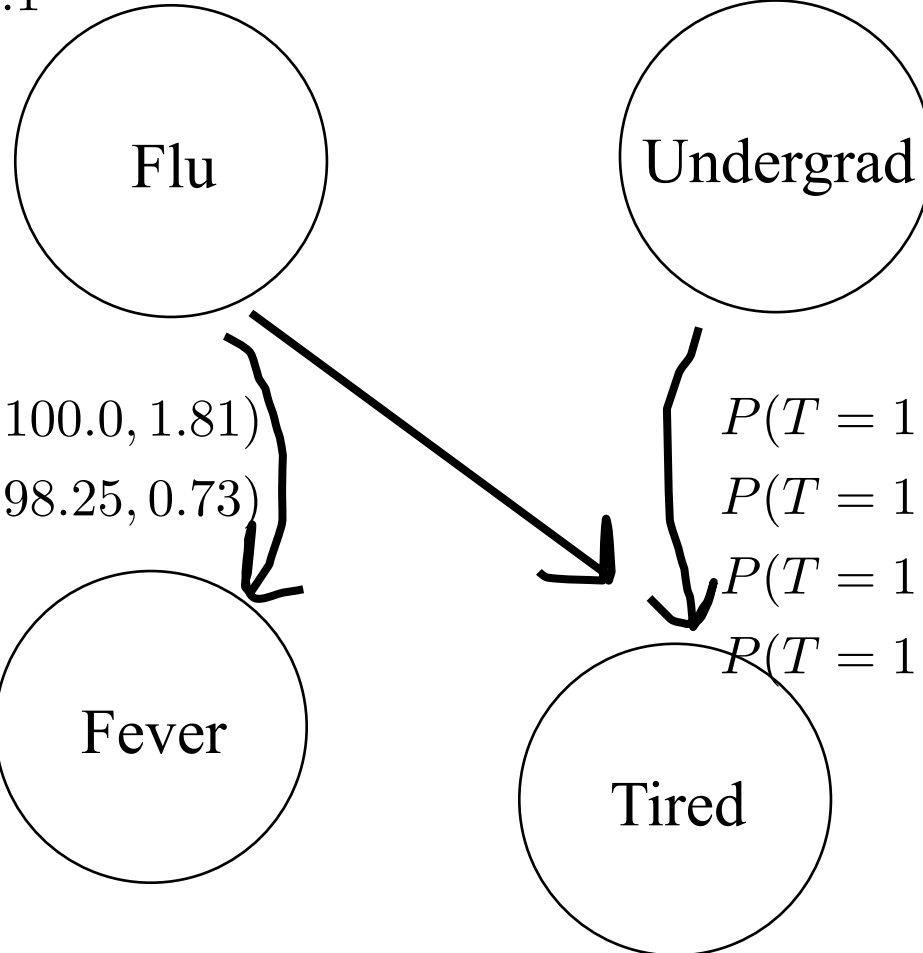 .1
Flu
Undergrad
100.0, 1.81)
98.25, 0.73)
P(T = 1
P(T = 1
P(T = 1
P(T = 1
Fever
Tired